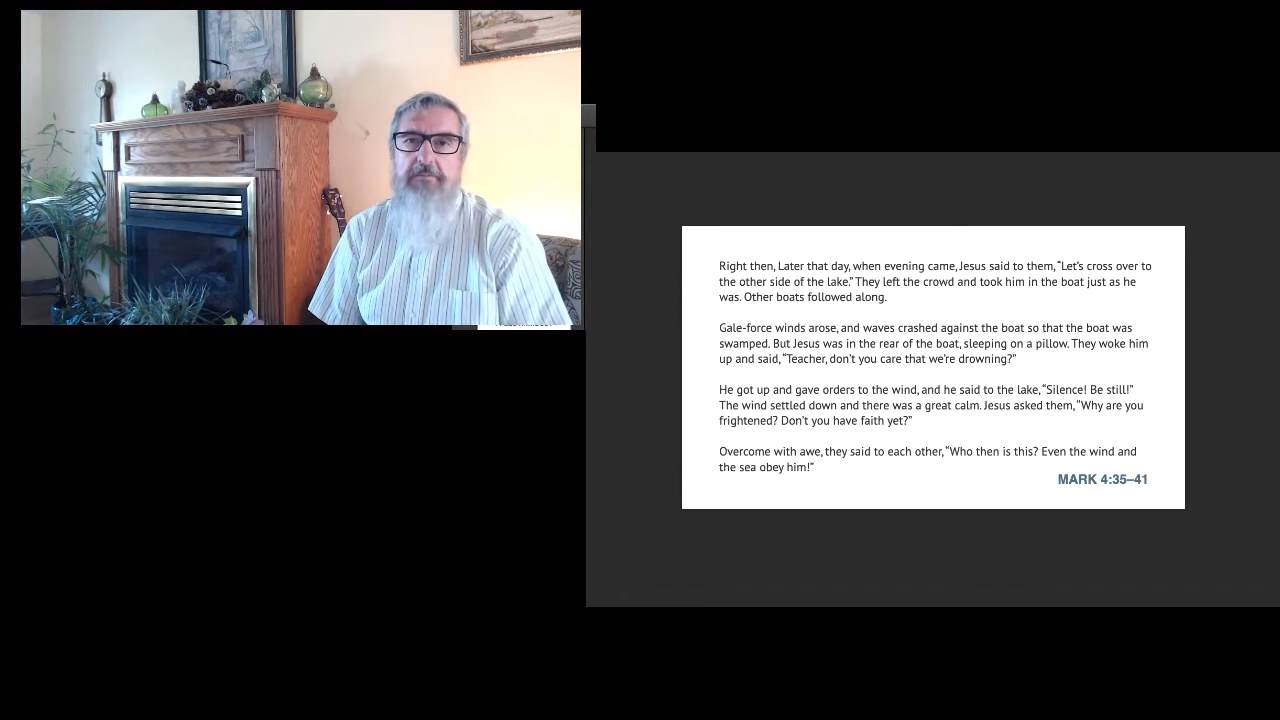 Right then, Later that day, when evening came, Jesus said to them, “Let’s cross over to
the other side of the lake.” They left the crowd and took him in the boat just as he
was. Other boats followed along.
Gale-force winds arose, and waves crashed against the boat so that the boat was
swamped. But Jesus was in the rear of the boat, sleeping on a pillow. They woke him
up and said, “Teacher, don’t you care that we’re drowning?”
He got up and gave orders to the wind, and he said to the lake, “Silence! Be still!”
The wind settled down and there was a great calm. Jesus asked them, “Why are you
frightened? Don’t you have faith yet?”
Overcome with awe, they said to each other, “Who then is this? Even the wind and
the sea obey him!”
MARK 4:35–41